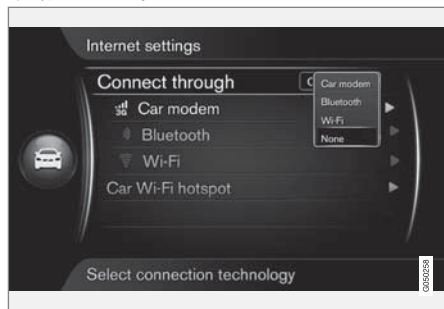 Internet settings
Connect through
Car modem
Bluetooth
Wi-Fi
None
3G Car modem
Bluetooth
Wi-Fi
Car Wi-Fi hotspot
Select connection technology
G050258